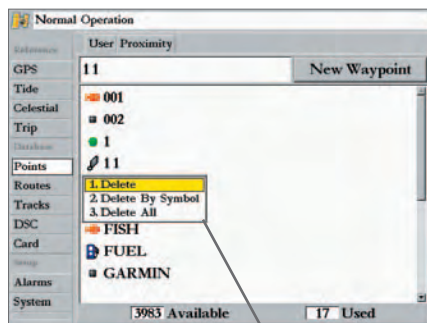 Normal Operation
Reference
User Proximity
GPS
11
New Waypoint
Tide
001
Celestial
002
Trip
1
Database
11
Points
1. Delete
Routes
2. Delete By Symbol
Tracks
3. Delete All
DSC
FISH
Card
FUEL
Setup
GARMIN
Alarms
System
3983 Available
17 Used